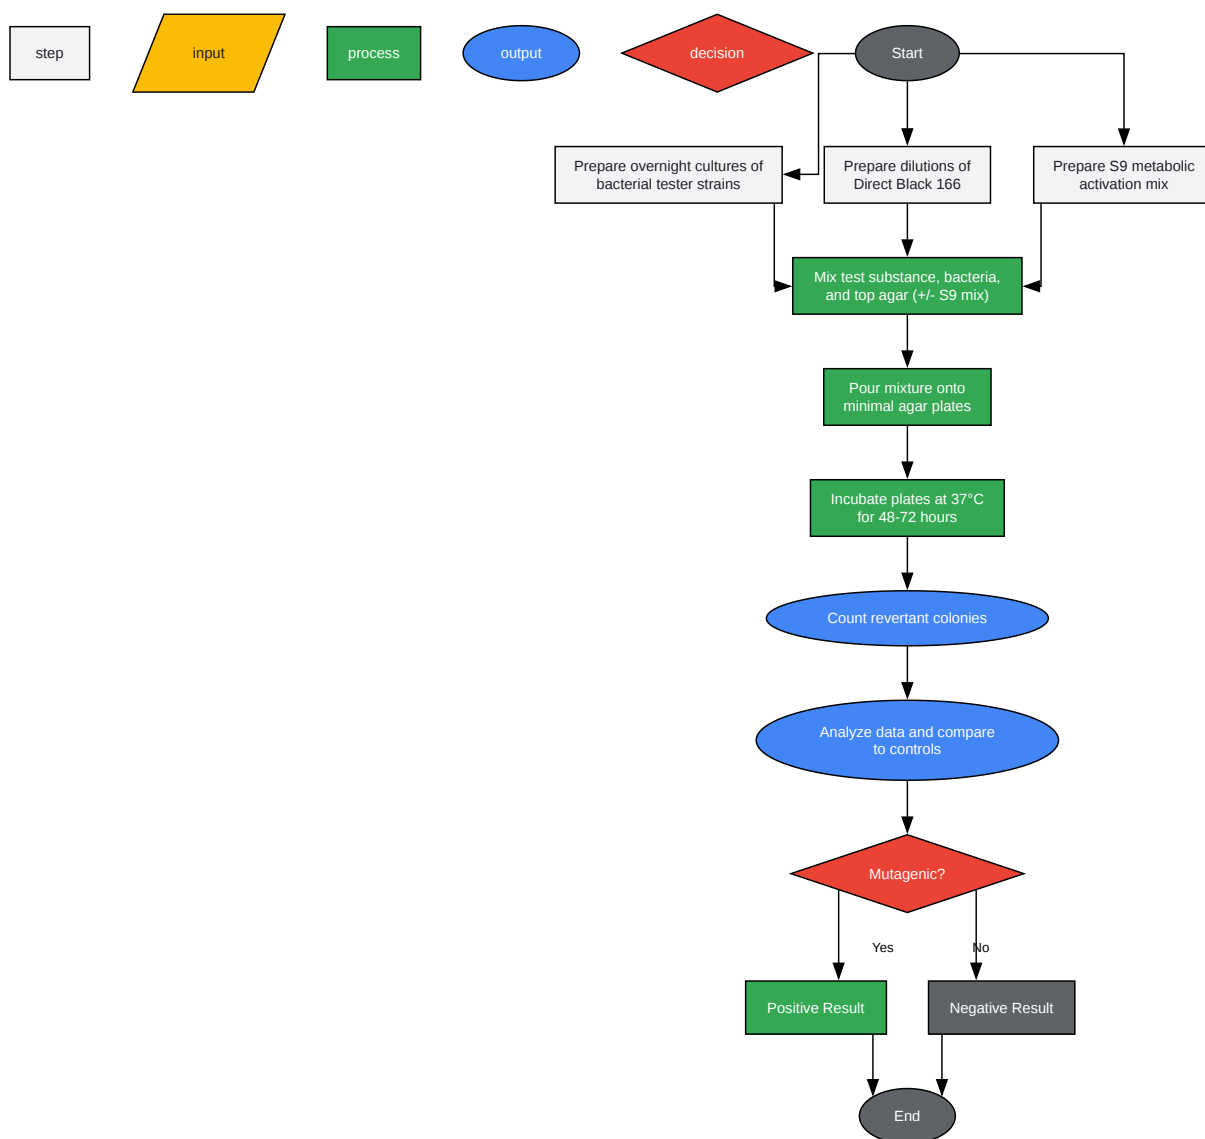 step
input
process
output
decision
Start
Prepare overnight cultures of
bacterial tester strains
Prepare dilutions of
Direct Black 166
Prepare S9 metabolic
activation mix
Mix test substance, bacteria,
and top agar (+/- S9 mix)
Pour mixture onto
minimal agar plates
Incubate plates at 37°C
for 48-72 hours
Count revertant colonies
Analyze data and compare
to controls
Mutagenic?
Yes
No
Positive Result
Negative Result
End